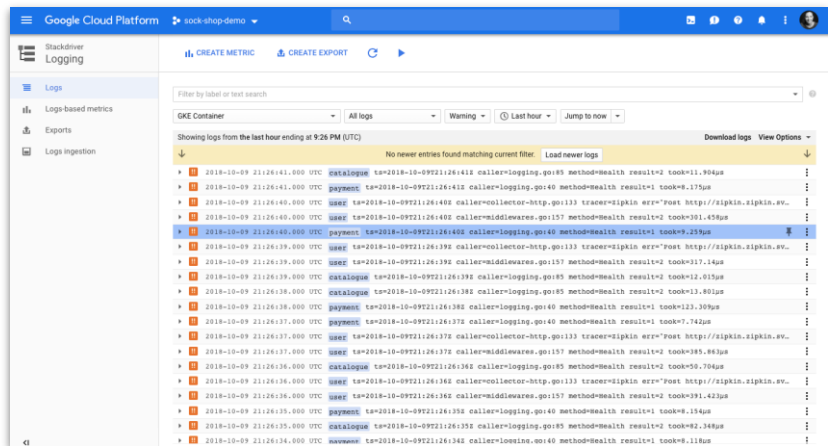 Google Cloud Platform
sock-shop-demo
Stackdriver
Logging
CREATE METRIC
CREATE EXPORT
Logs
Logs-based metrics
Exports
Logs ingestion
Filter by label or text search
GKE Container
All logs
Warning
Last hour
Jump to now
Showing logs from the last hour ending at 9:26 PM (UTC)
Download logs View Options
No newer entries found matching current filter. Load newer logs
2018-10-09 21:26:41.000 UTC catalogue ts=2018-10-09T21:26:41Z caller=logging.go:85 method=Health result=2 took=11.904µs
2018-10-09 21:26:41.000 UTC payment ts=2018-10-09T21:26:41Z caller=logging.go:40 method=Health result=1 took=8.175µs
2018-10-09 21:26:40.000 UTC user ts=2018-10-09T21:26:40Z caller=collector-http.go:133 tracer=Zipkin err="Post http://zipkin.zipkin.sv…
2018-10-09 21:26:40.000 UTC user ts=2018-10-09T21:26:40Z caller=middlewares.go:157 method=Health result=2 took=301.458µs
2018-10-09 21:26:40.000 UTC payment ts=2018-10-09T21:26:40Z caller=logging.go:40 method=Health result=1 took=9.259µs
2018-10-09 21:26:39.000 UTC user ts=2018-10-09T21:26:39Z caller=collector-http.go:133 tracer=Zipkin err="Post http://zipkin.zipkin.sv…
2018-10-09 21:26:39.000 UTC user ts=2018-10-09T21:26:39Z caller=middlewares.go:157 method=Health result=2 took=317.14µs
2018-10-09 21:26:39.000 UTC catalogue ts=2018-10-09T21:26:39Z caller=logging.go:85 method=Health result=2 took=12.015µs
2018-10-09 21:26:38.000 UTC catalogue ts=2018-10-09T21:26:38Z caller=logging.go:85 method=Health result=2 took=13.801µs
2018-10-09 21:26:38.000 UTC payment ts=2018-10-09T21:26:38Z caller=logging.go:40 method=Health result=1 took=123.309µs
2018-10-09 21:26:37.000 UTC payment ts=2018-10-09T21:26:37Z caller=logging.go:40 method=Health result=1 took=7.742µs
2018-10-09 21:26:37.000 UTC user ts=2018-10-09T21:26:37Z caller=collector-http.go:133 tracer=Zipkin err="Post http://zipkin.zipkin.sv…
2018-10-09 21:26:37.000 UTC user ts=2018-10-09T21:26:37Z caller=middlewares.go:157 method=Health result=2 took=385.863µs
2018-10-09 21:26:36.000 UTC catalogue ts=2018-10-09T21:26:36Z caller=logging.go:85 method=Health result=2 took=50.704µs
2018-10-09 21:26:36.000 UTC user ts=2018-10-09T21:26:36Z caller=collector-http.go:133 tracer=Zipkin err="Post http://zipkin.zipkin.sv…
2018-10-09 21:26:36.000 UTC user ts=2018-10-09T21:26:36Z caller=middlewares.go:157 method=Health result=2 took=391.423µs
2018-10-09 21:26:35.000 UTC payment ts=2018-10-09T21:26:35Z caller=logging.go:40 method=Health result=1 took=8.154µs
2018-10-09 21:26:35.000 UTC catalogue ts=2018-10-09T21:26:35Z caller=logging.go:85 method=Health result=2 took=82.348µs
2018-10-09 21:26:34.000 UTC payment ts=2018-10-09T21:26:34Z caller=logging.go:40 method=Health result=1 took=8.118µs